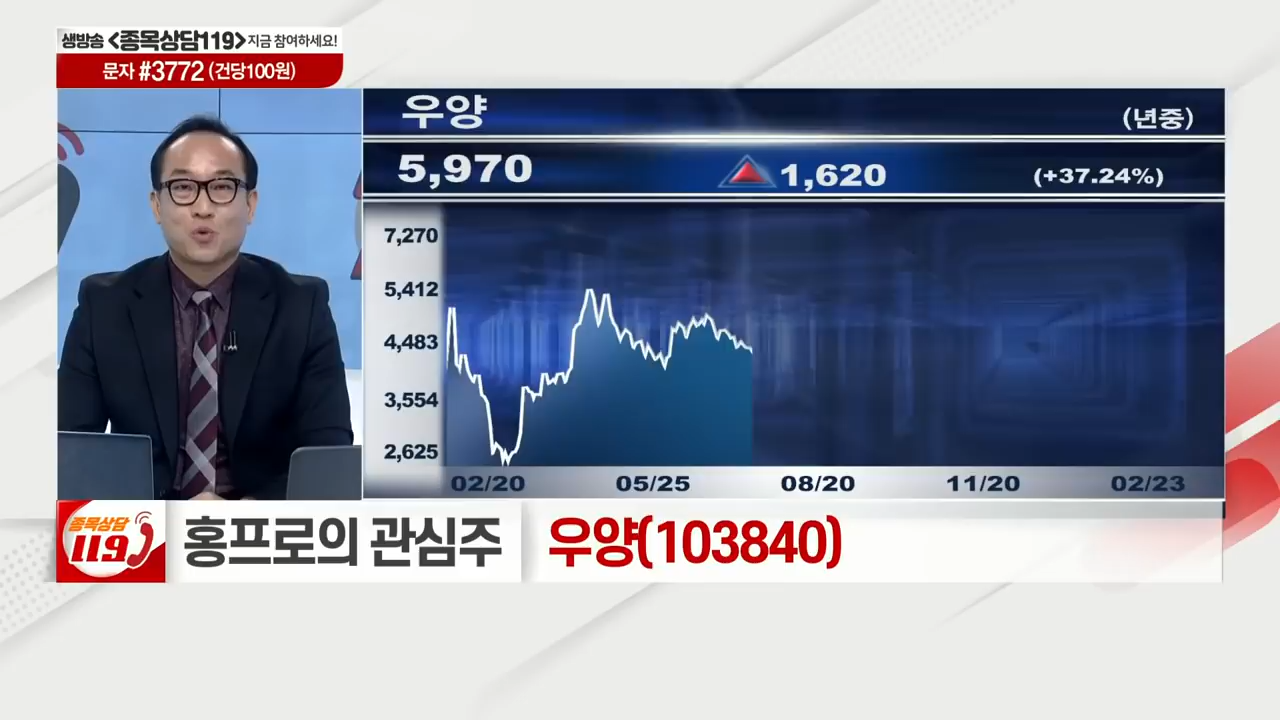 생방송 <종목상담119> 지금 참여하세요!
문자 #3772 (건당100원)
우양
(년중)
5,970
1,620
(+37.24%)
7,270
5,412
4,483
3,554
2,625
02/20 05/25 08/20 11/20 02/23
종목상담
119
홍프로의 관심주
우양(103840)